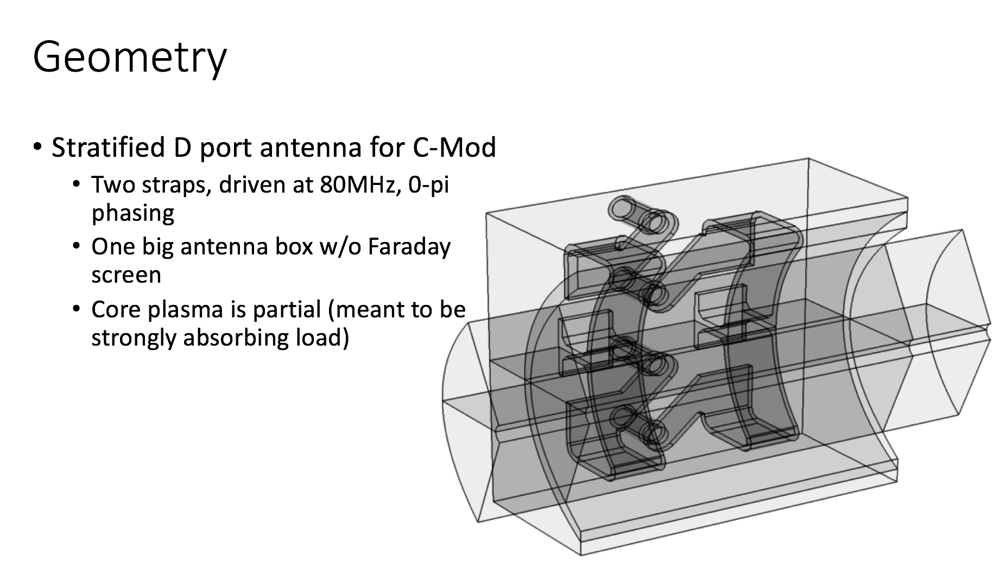 Geometry
• Stratified D port antenna for C-Mod
• Two straps, driven at 80MHz, 0-pi
phasing
• One big antenna box w/o Faraday
screen
• Core plasma is partial (meant to be
strongly absorbing load)